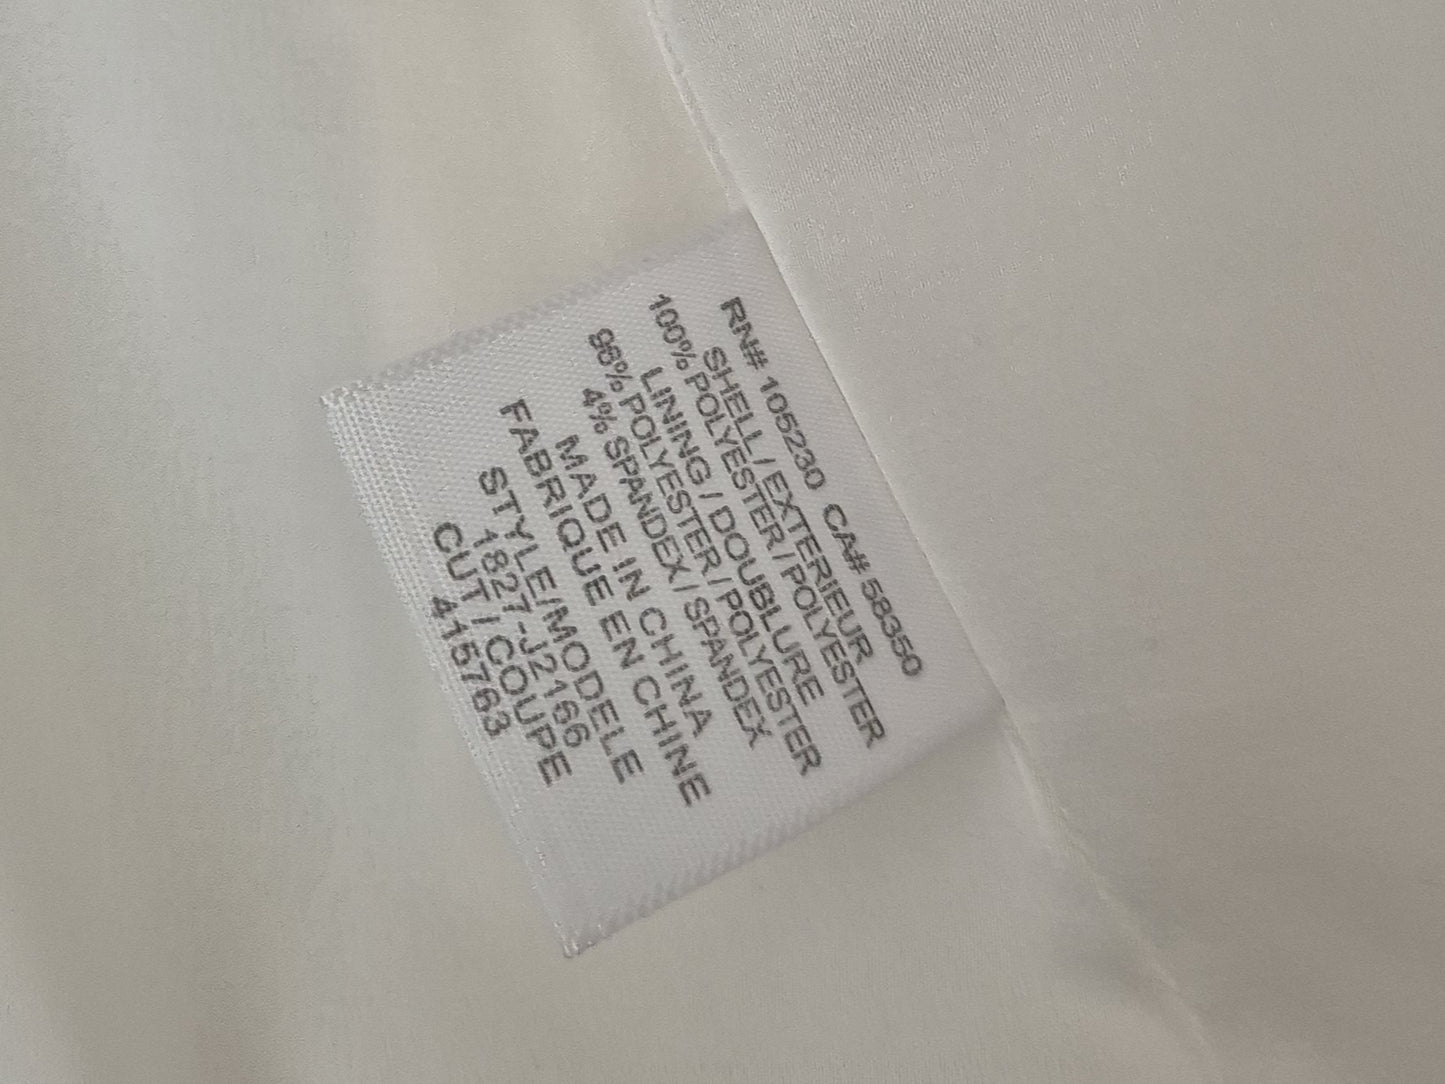 RN# 105230 CA# 58350
SHELL / EXTERIEUR
100% POLYESTER / POLYESTER
LINING / DOUBLURE
96% POLYESTER / POLYESTER
4% SPANDEX / SPANDEX
MADE IN CHINA
FABRIQUE EN CHINE
STYLE/MODELE
1827-J2166
CUT / COUPE
415763